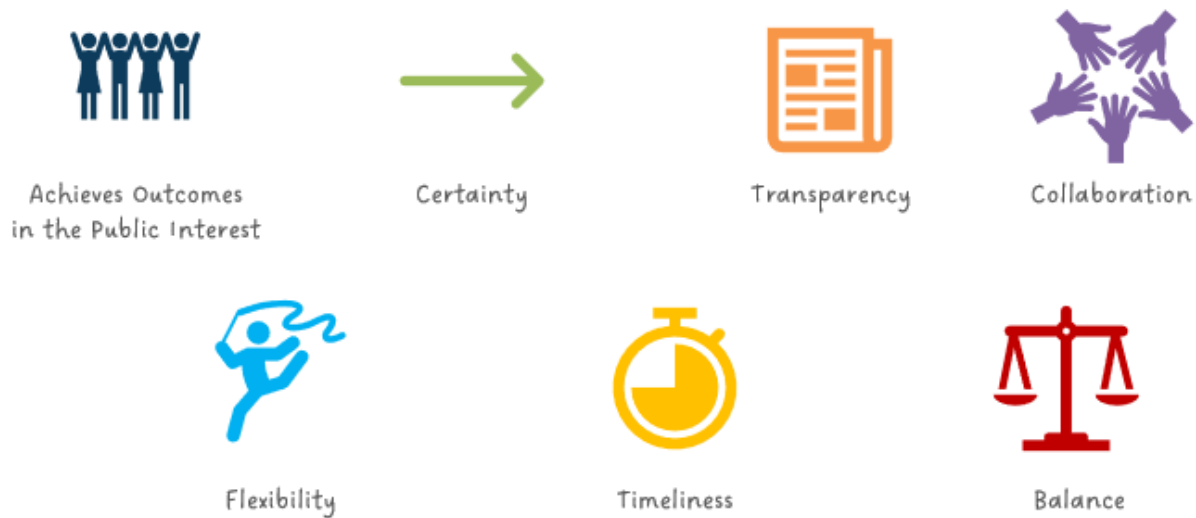 Achieves Outcomes
in the Public Interest
Certainty
Transparency
Collaboration
Flexibility
Timeliness
Balance